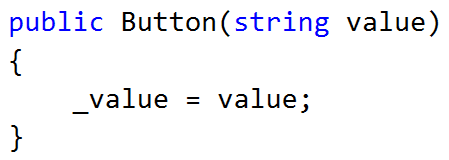 public Button(string value)
{
    _value = value;
}